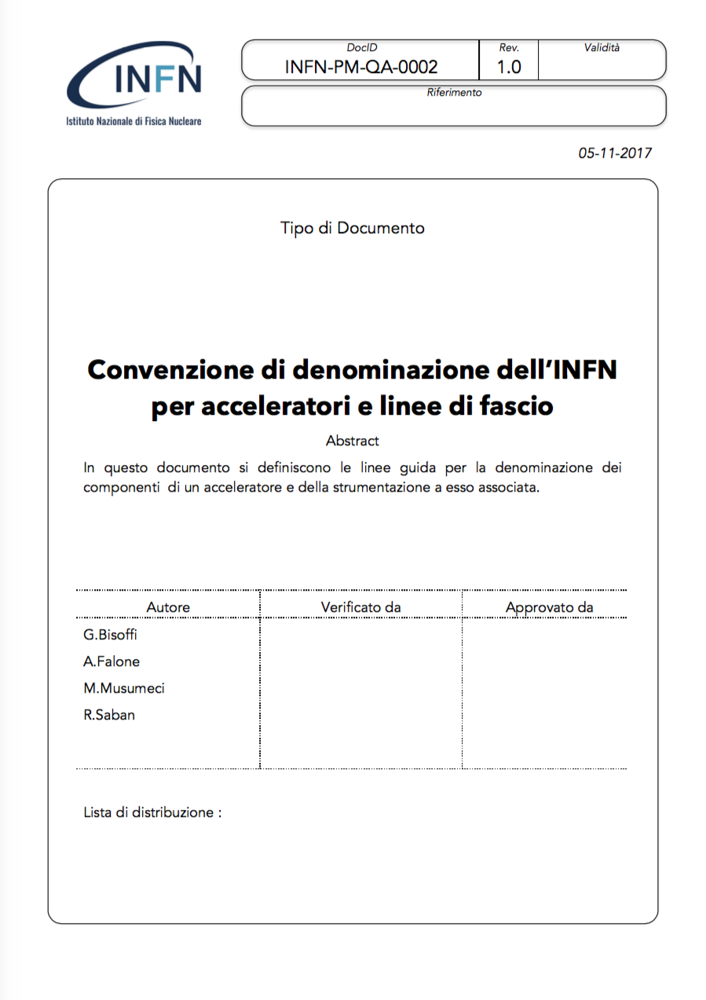 INFN
Istituto Nazionale di Fisica Nucleare
DocID
INFN-PM-QA-0002
Rev.
1.0
Validità
Riferimento
05-11-2017
Tipo di Documento
Convenzione di denominazione dell’INFN
per acceleratori e linee di fascio
Abstract
In questo documento si definiscono le linee guida per la denominazione dei
componenti di un acceleratore e della strumentazione a esso associata.
Autore
Verificato da
Approvato da
G.Bisoffi
A.Falone
M.Musumeci
R.Saban
Lista di distribuzione :